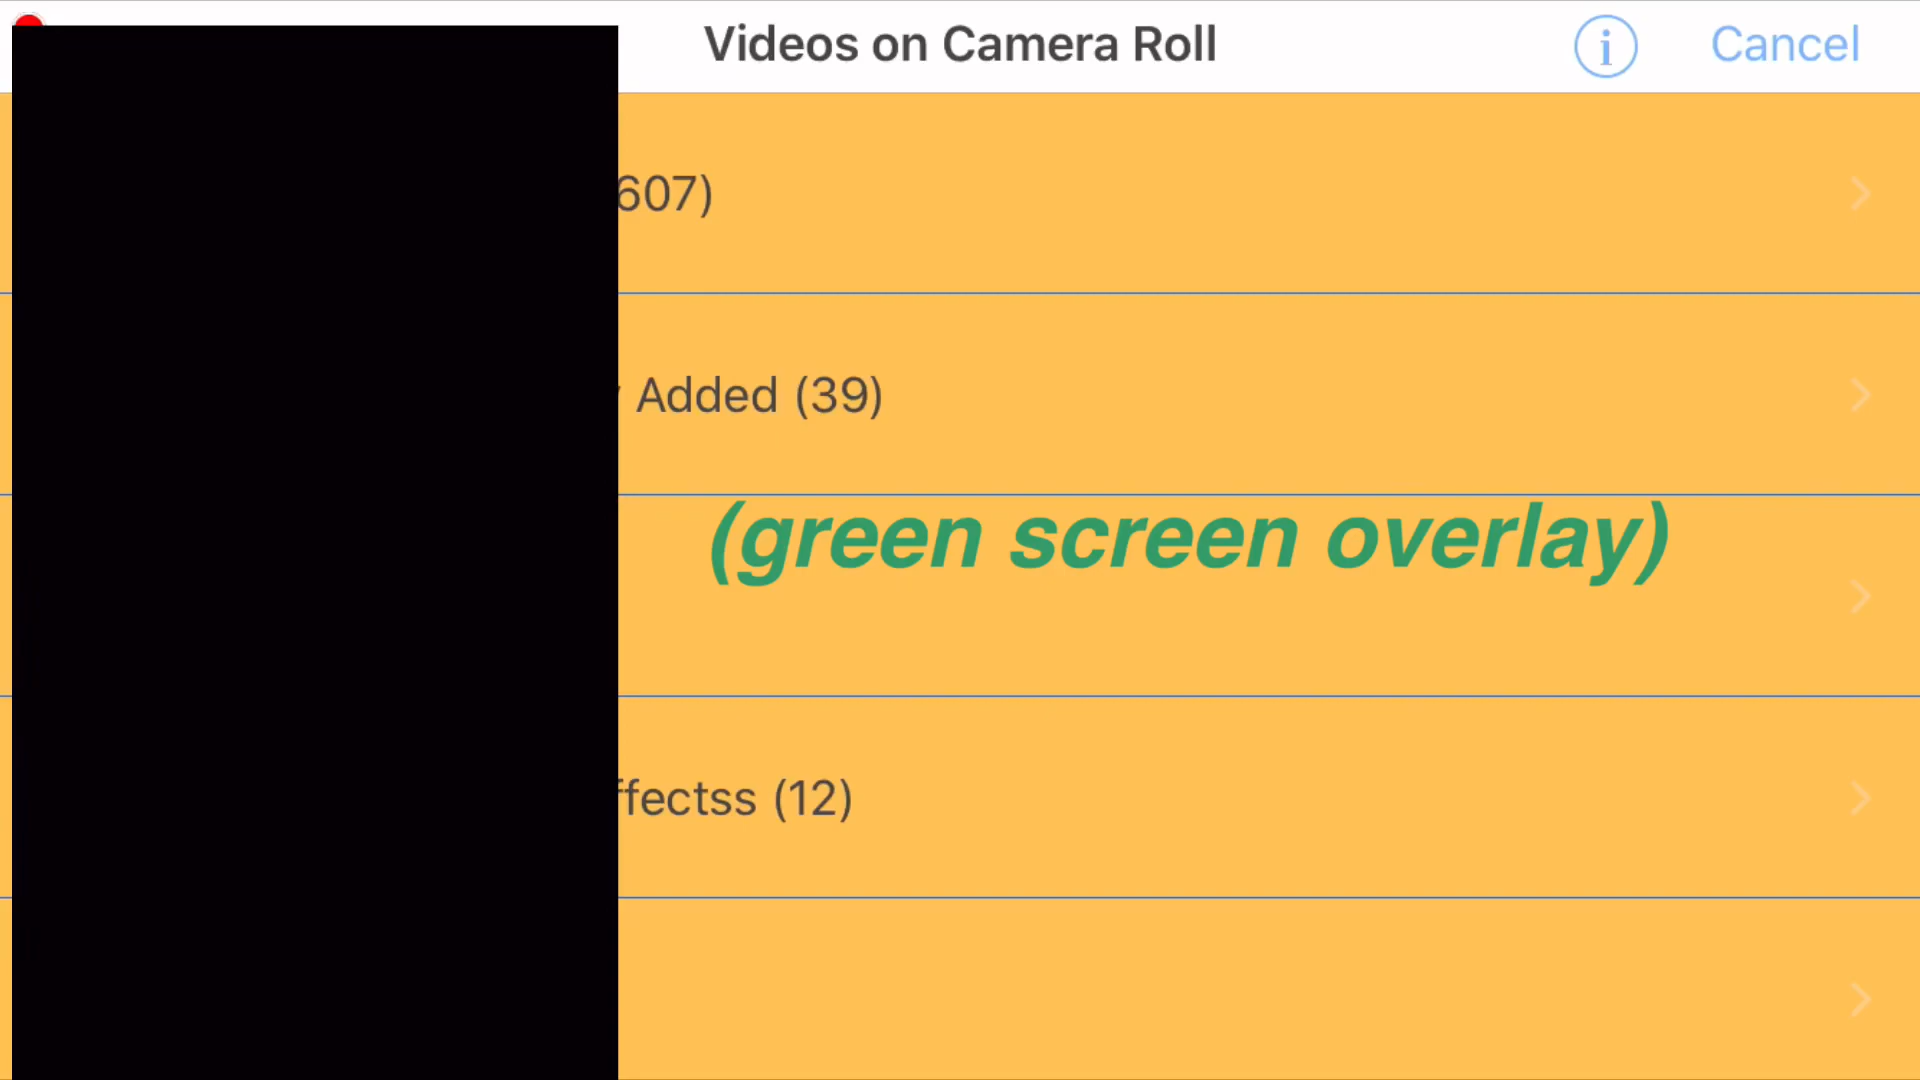 Videos on Camera Roll
i
Cancel
607)
Added (39)
(green screen overlay)
ffectss (12)